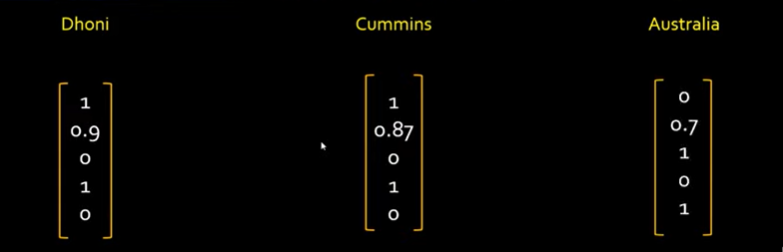 Dhoni Cummins Australia
1 1 0
0.9 0.87 0.7
0 0 1
1 1 0
0 0 1